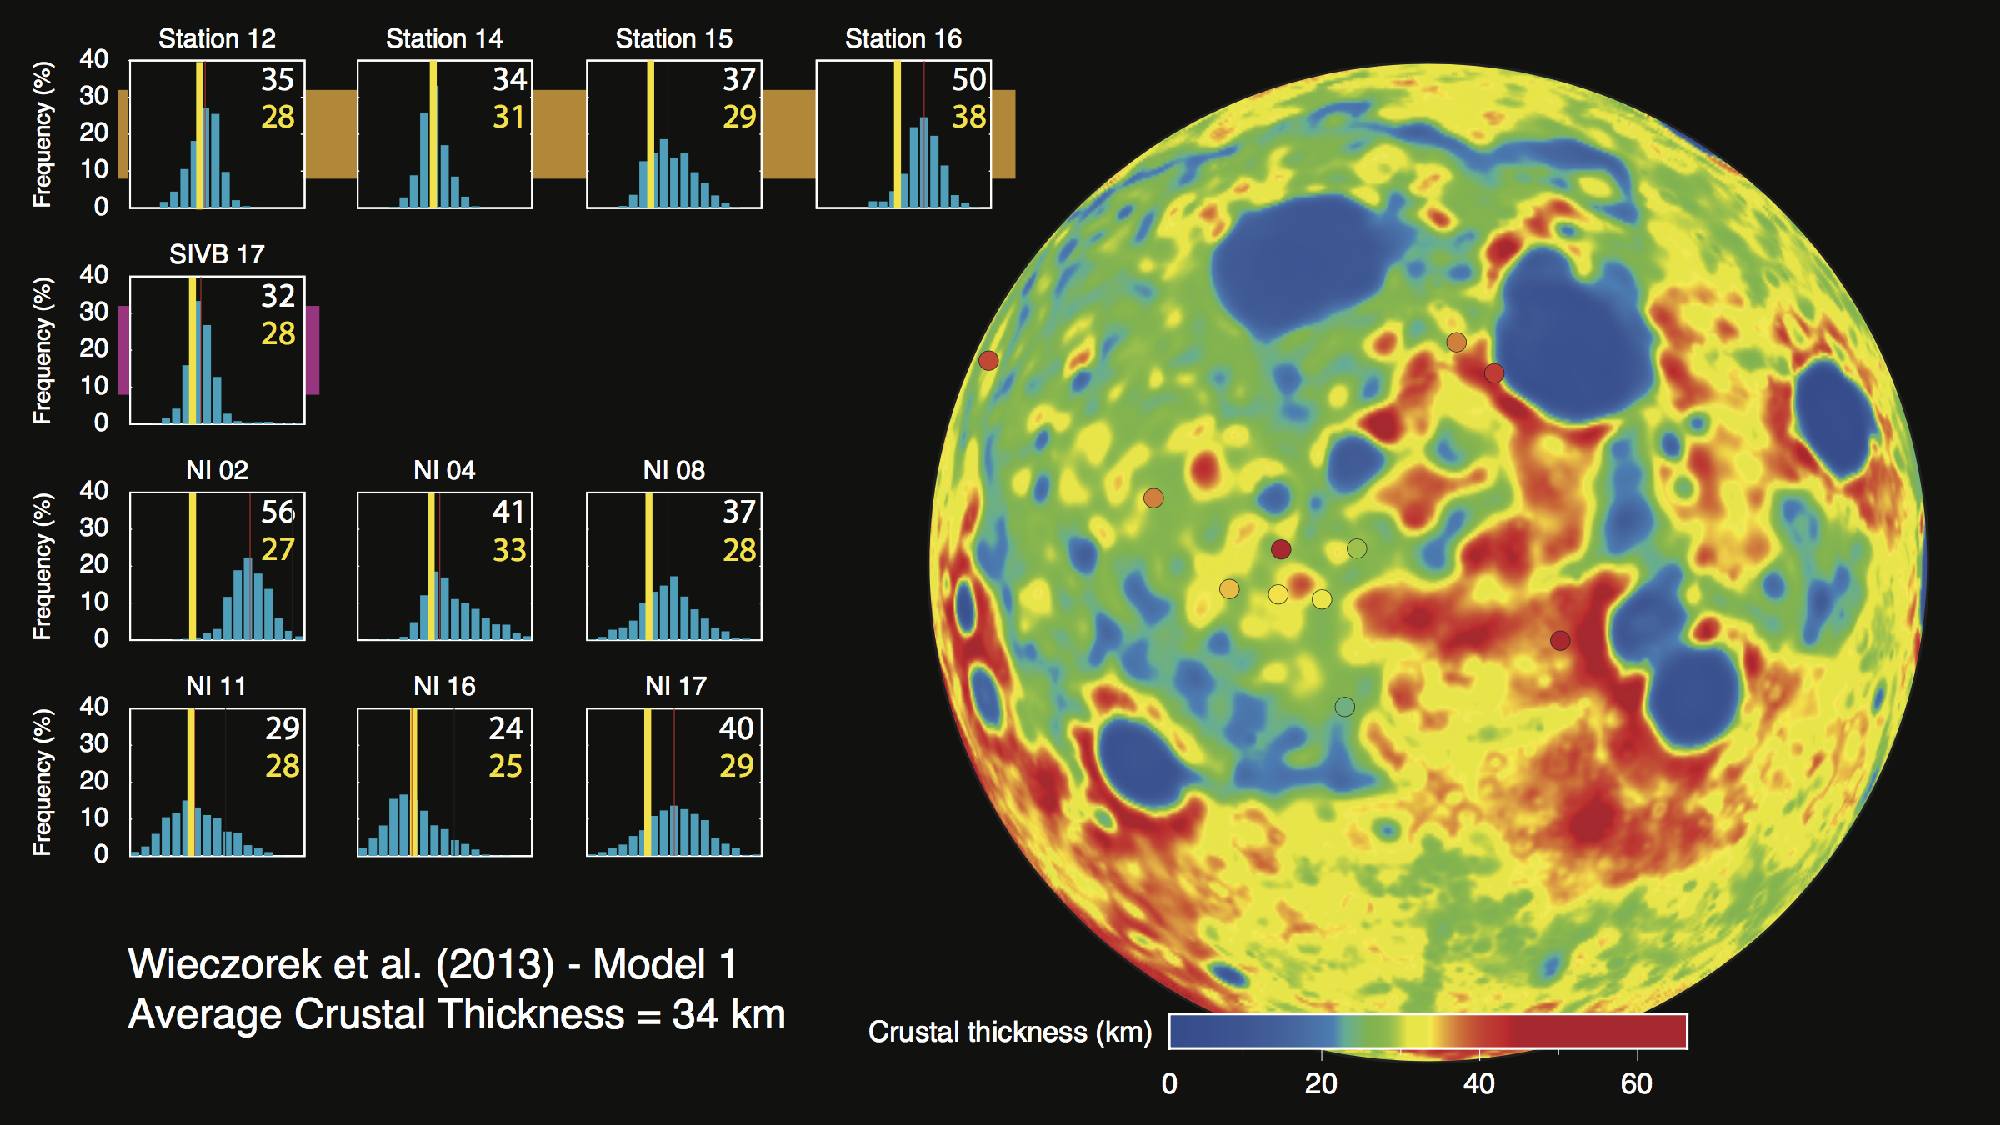 Station 12
Station 14
Station 15
Station 16
Frequency (%)
40
30
20
10
0
35
28
34
31
37
29
50
38
SIVB 17
Frequency (%)
40
30
20
10
0
32
28
NI 02
NI 04
NI 08
Frequency (%)
40
30
20
10
0
56
27
41
33
37
28
NI 11
NI 16
NI 17
Frequency (%)
40
30
20
10
0
29
28
24
25
40
29
Wieczorek et al. (2013) - Model 1
Average Crustal Thickness = 34 km
Crustal thickness (km)
0 20 40 60